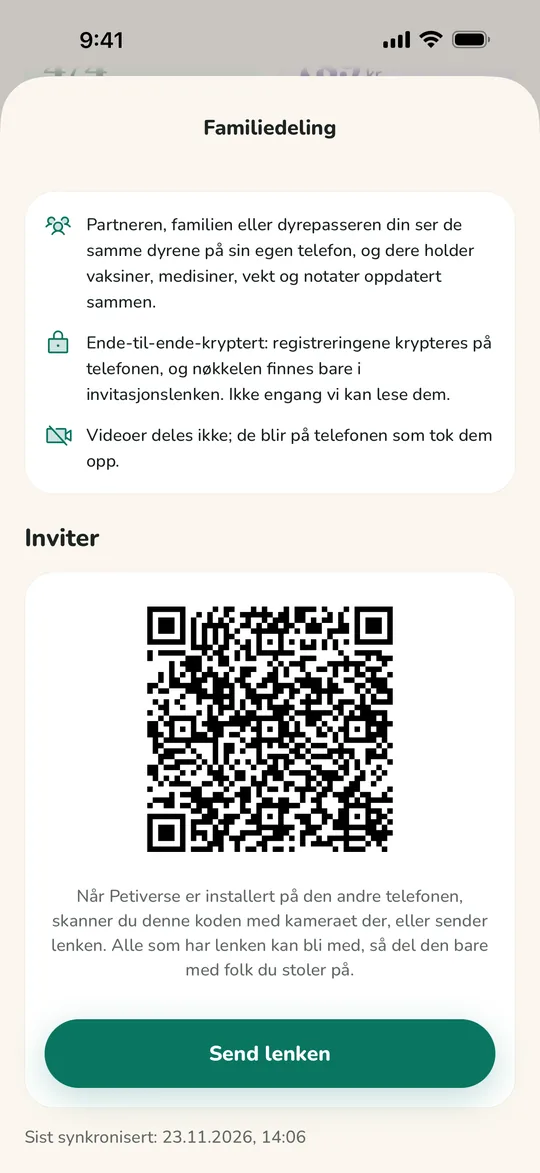 9:41
Familiedeling
Partneren, familien eller dyrepasseren din ser de
samme dyrene på sin egen telefon, og dere holder
vaksiner, medisiner, vekt og notater oppdatert
sammen.
Ende-til-ende-kryptert: registreringene krypteres på
telefonen, og nøkkelen finnes bare i
invitasjonslenken. Ikke engang vi kan lese dem.
Videoer deles ikke; de blir på telefonen som tok dem
opp.
Inviter
Når Petiverse er installert på den andre telefonen,
skanner du denne koden med kameraet der, eller sender
lenken. Alle som har lenken kan bli med, så del den bare
med folk du stoler på.
Send lenken
Sist synkronisert: 23.11.2026, 14:06